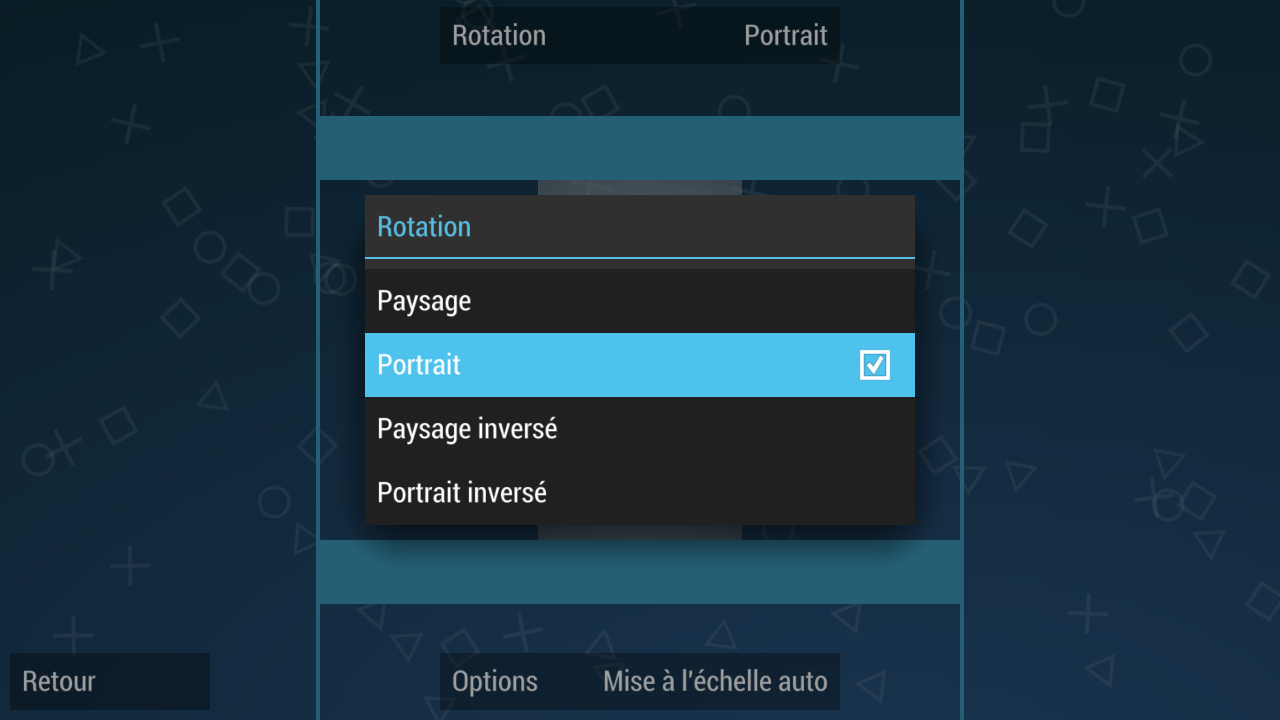 Rotation Portrait
Rotation
Paysage
Portrait
Paysage inversé
Portrait inversé
Retour
Options Mise à l'échelle auto